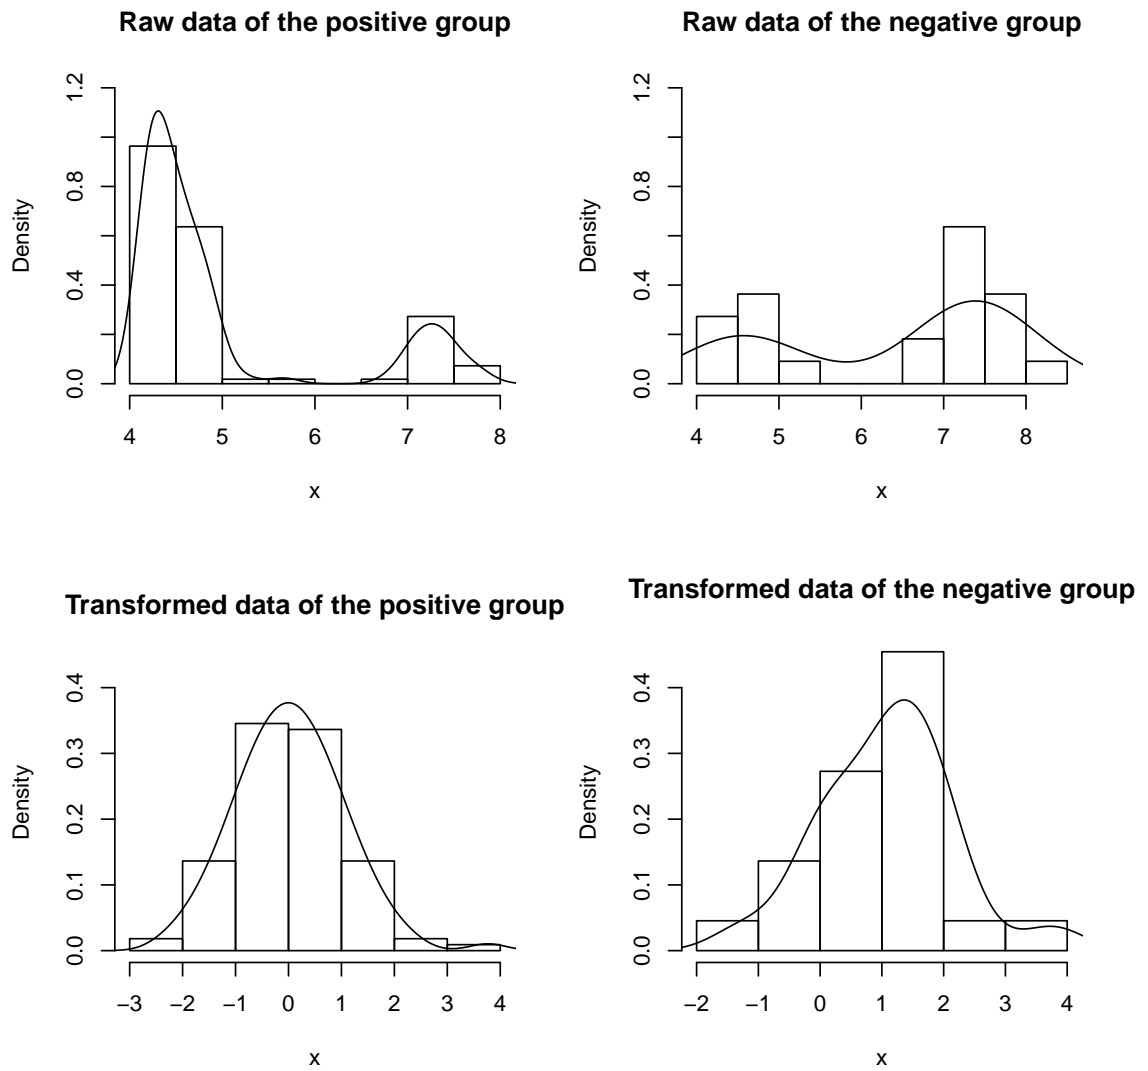 Raw data of the positive group
Density
0.0 0.4 0.8 1.2
4 5 6 7 8
x
Raw data of the negative group
Density
0.0 0.4 0.8 1.2
4 5 6 7 8
x
Transformed data of the positive group
Density
0.0 0.1 0.2 0.3 0.4
−3 −2 −1 0 1 2 3 4
x
Transformed data of the negative group
Density
0.0 0.1 0.2 0.3 0.4
−2 −1 0 1 2 3 4
x